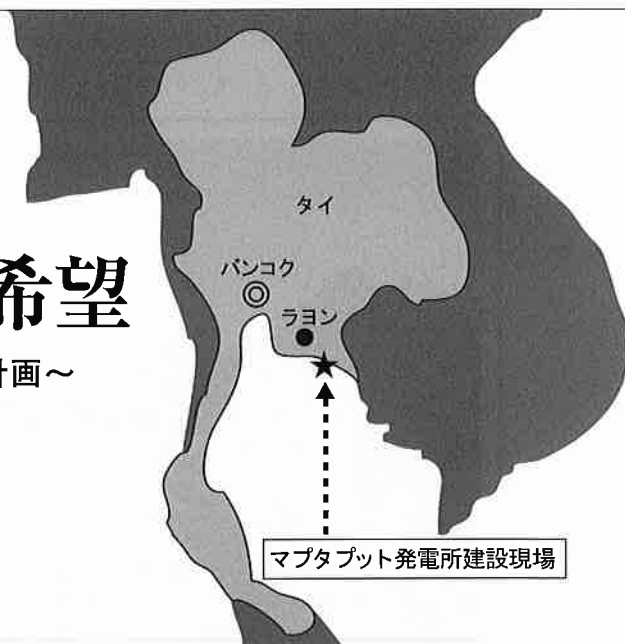 タイ
バンコク
ラヨン
希望
計画～
マプタプット発電所建設現場